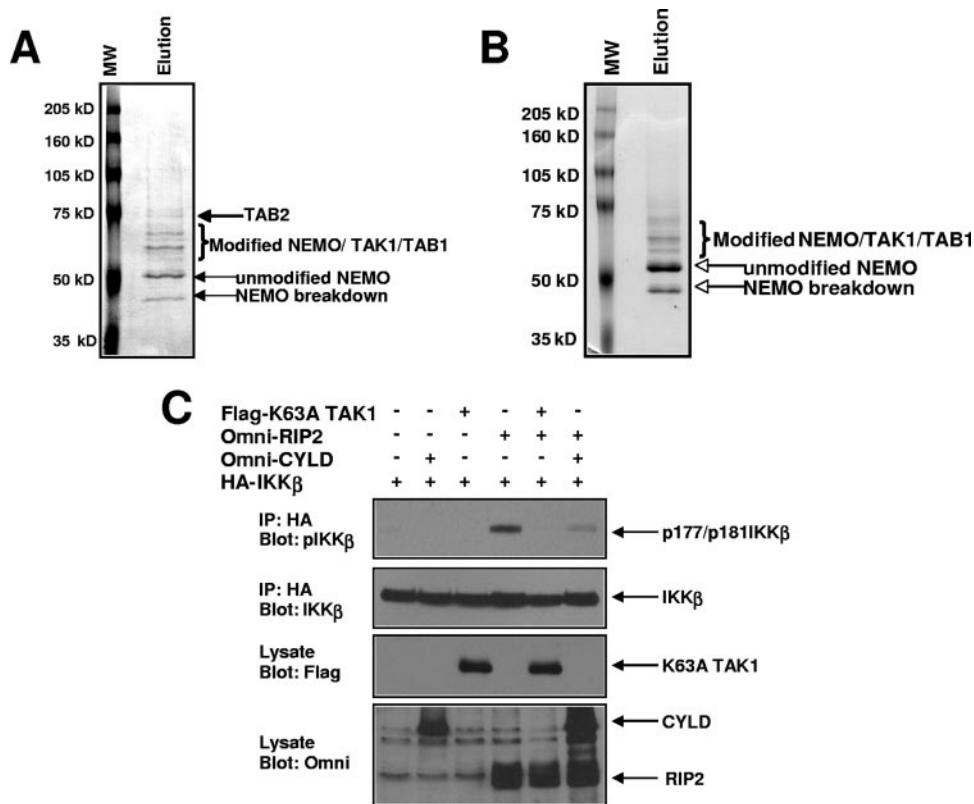 A
MW
Elution
205 kD
160 kD
105 kD
75 kD
50 kD
35 kD
TAB2
Modified NEMO/ TAK1/TAB1
unmodified NEMO
NEMO breakdown
B
MW
Elution
205 kD
160 kD
105 kD
75 kD
50 kD
35 kD
Modified NEMO/TAK1/TAB1
unmodified NEMO
NEMO breakdown
C
Flag-K63A TAK1 - - + - + -
Omni-RIP2 - - - + + +
Omni-CYLD - + - - - +
HA-IKKβ + + + + + +
IP: HA
Blot: pIKKβ
p177/p181IKKβ
IP: HA
Blot: IKKβ
IKKβ
Lysate
Blot: Flag
K63A TAK1
Lysate
Blot: Omni
CYLD
RIP2